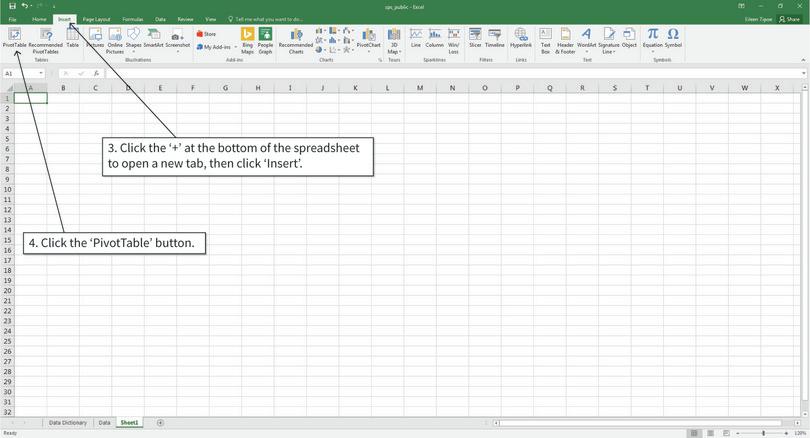 cps_public - Excel
File Home Insert Page Layout Formulas Data Review View Tell me what you want to do... Eileen Tipoe Share
PivotTable Recommended PivotTables Table Pictures Online Pictures Shapes SmartArt Screenshot Store My Add-ins Bing Maps People Graph Recommended Charts PivotChart 3D Map Line Column Win/ Loss Slicer Timeline Hyperlink Text Box Header & Footer WordArt Signature Line Object Equation Symbol
Tables Illustrations Add-ins Charts Tours Sparklines Filters Links Text Symbols
A1 fx
A B C D E F G H I J K L M N O P Q R S T U V W X
1
2
3
4
5
6
7
8
9
10
11
12
13
14
15
16
17
18
19
20
21
22
23
24
25
26
27
28
29
30
31
32
3. Click the ‘+’ at the bottom of the spreadsheet
to open a new tab, then click ‘Insert’.
4. Click the ‘PivotTable’ button.
Data Dictionary Data Sheet1
Ready 120%